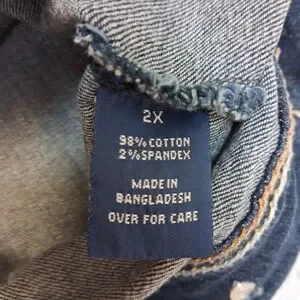 2X
98% COTTON
2% SPANDEX
MADE IN
BANGLADESH
OVER FOR CARE